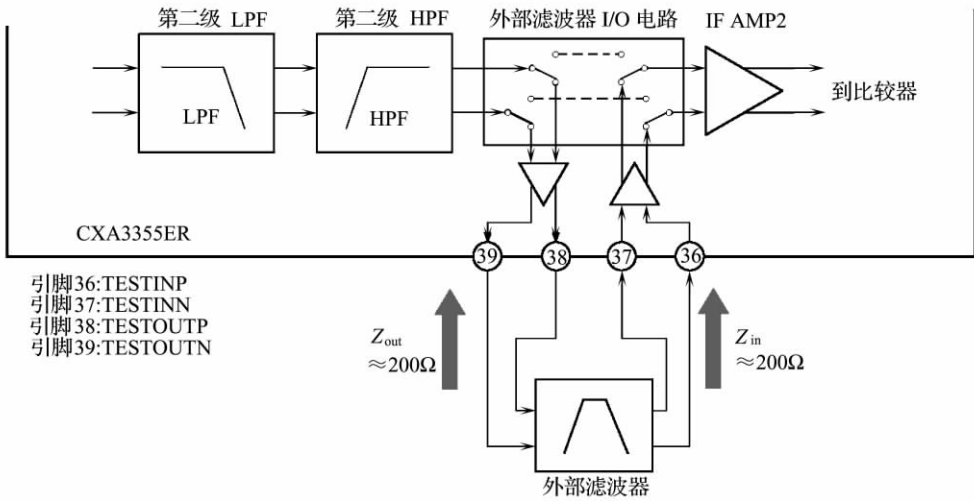 第二级 LPF
第二级 HPF
外部滤波器 I/O 电路
IF AMP2
LPF
HPF
到比较器
CXA3355ER
39
38
37
36
引脚36:TESTINP
引脚37:TESTINN
引脚38:TESTOUTP
引脚39:TESTOUTN
Zout
≈200Ω
Zin
≈200Ω
外部滤波器